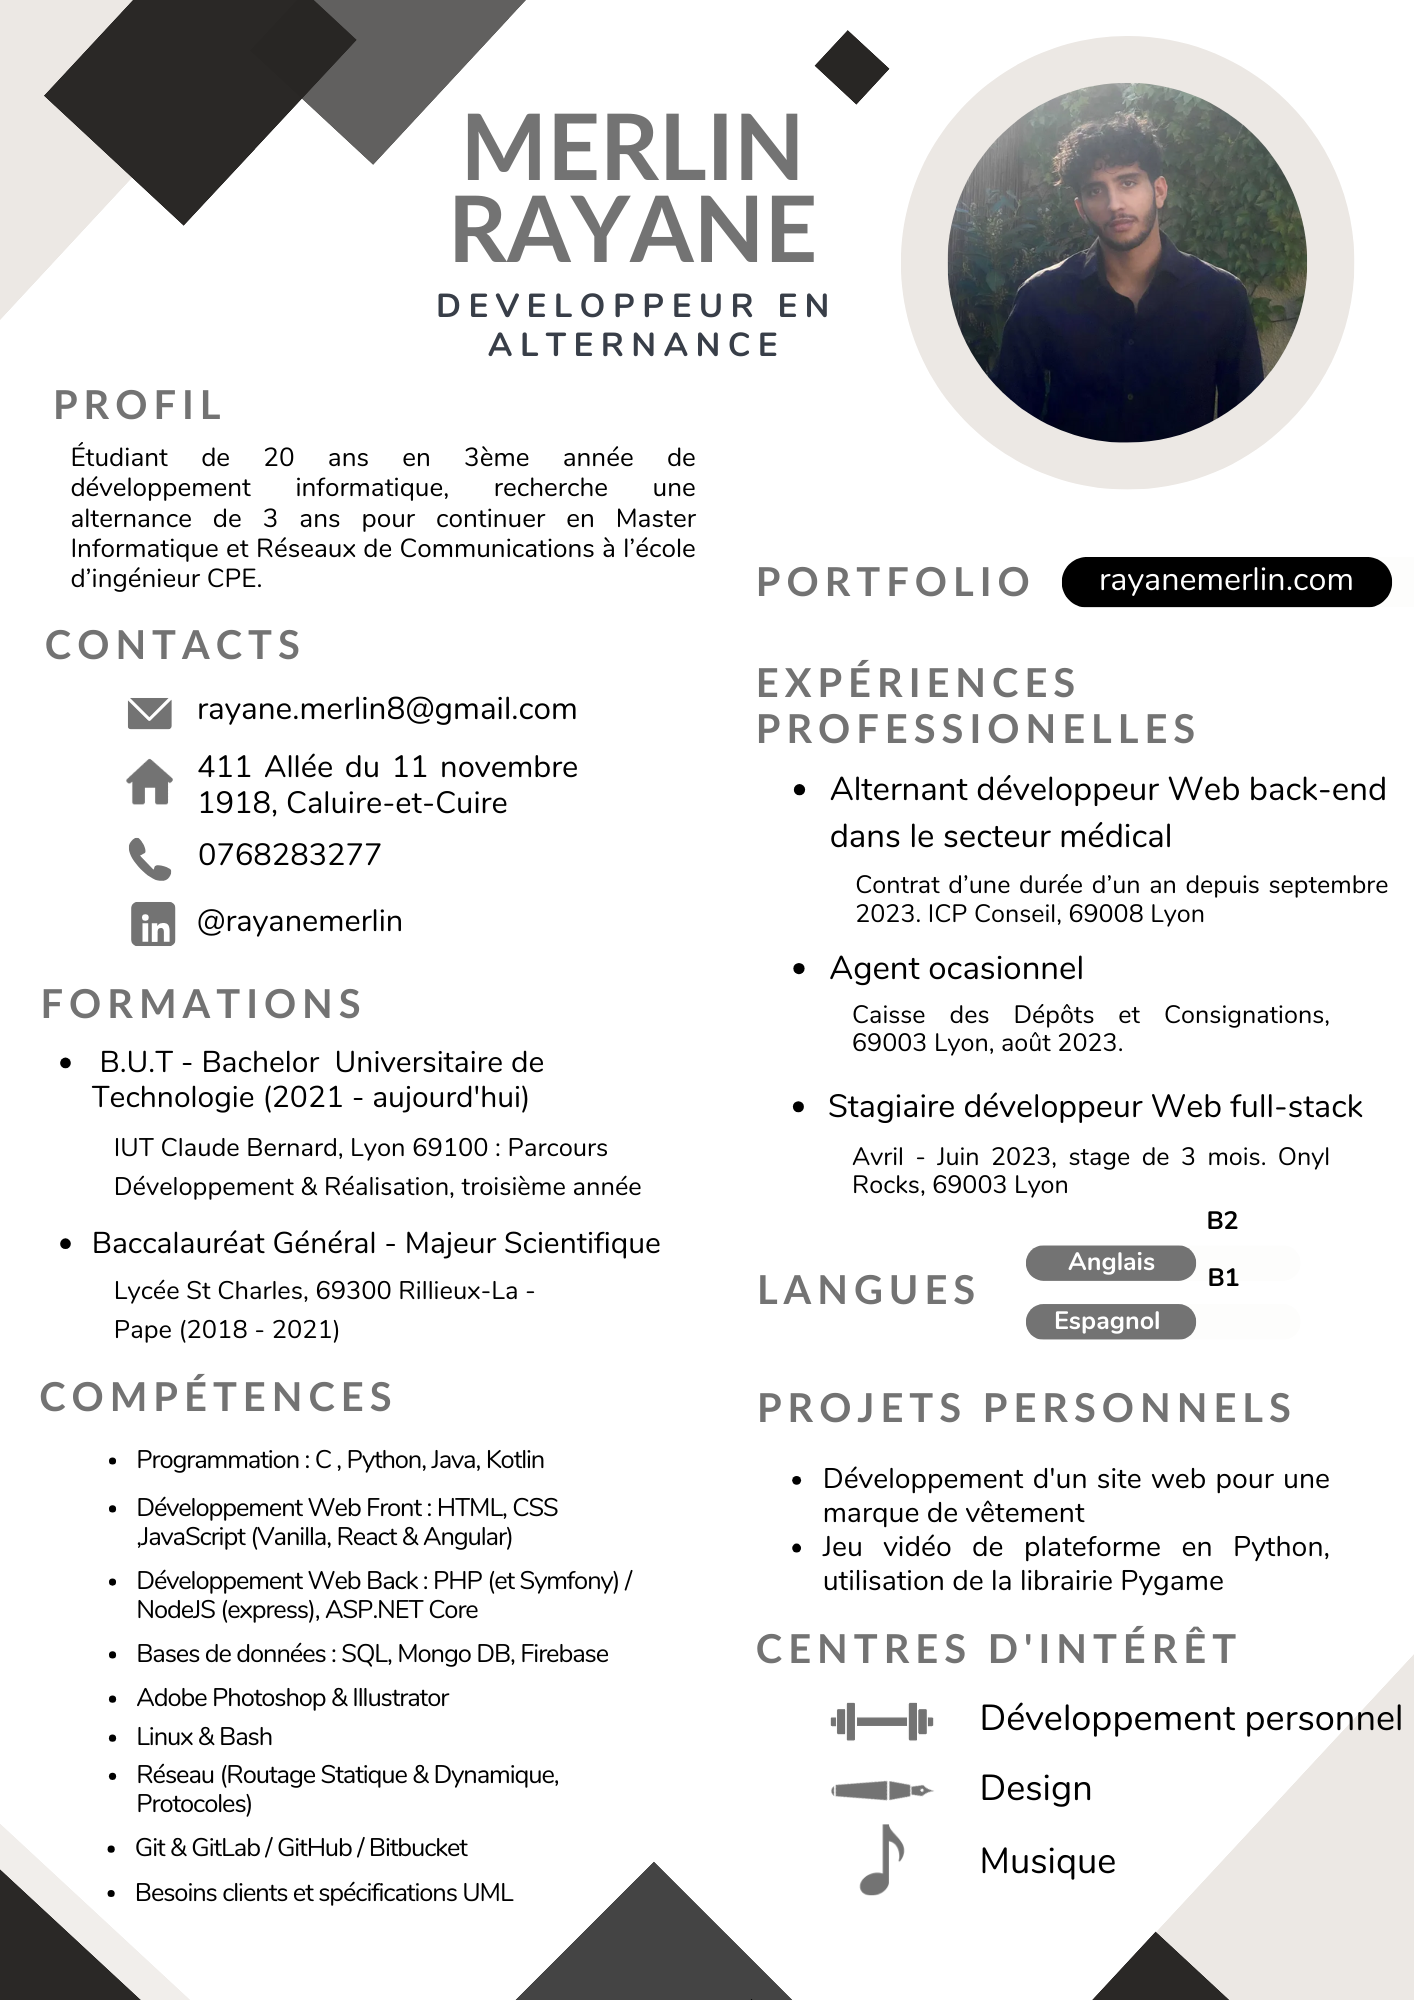 MERLIN
RAYANE
DEVELOPPEUR EN
ALTERNANCE
PROFIL
Étudiant de 20 ans en 3ème année de
développement informatique, recherche une
alternance de 3 ans pour continuer en Master
Informatique et Réseaux de Communications à l’école
d’ingénieur CPE.
CONTACTS
rayane.merlin8@gmail.com
411 Allée du 11 novembre
1918, Caluire-et-Cuire
0768283277
in
@rayanemerlin
FORMATIONS
• B.U.T - Bachelor Universitaire de
Technologie (2021 - aujourd'hui)
IUT Claude Bernard, Lyon 69100 : Parcours
Développement & Réalisation, troisième année
• Baccalauréat Général - Majeur Scientifique
Lycée St Charles, 69300 Rillieux-La -
Pape (2018 - 2021)
COMPÉTENCES
• Programmation : C , Python, Java, Kotlin
• Développement Web Front : HTML, CSS
,JavaScript (Vanilla, React & Angular)
• Développement Web Back : PHP (et Symfony) /
NodeJS (express), ASP.NET Core
• Bases de données : SQL, Mongo DB, Firebase
• Adobe Photoshop & Illustrator
• Linux & Bash
• Réseau (Routage Statique & Dynamique,
Protocoles)
• Git & GitLab / GitHub / Bitbucket
• Besoins clients et spécifications UML
PORTFOLIO
rayanemerlin.com
EXPÉRIENCES
PROFESSIONELLES
• Alternant développeur Web back-end
dans le secteur médical
Contrat d’une durée d’un an depuis septembre
2023. ICP Conseil, 69008 Lyon
• Agent ocasionnel
Caisse des Dépôts et Consignations,
69003 Lyon, août 2023.
• Stagiaire développeur Web full-stack
Avril - Juin 2023, stage de 3 mois. Onyl
Rocks, 69003 Lyon
LANGUES
B2
Anglais
B1
Espagnol
PROJETS PERSONNELS
• Développement d'un site web pour une
marque de vêtement
• Jeu vidéo de plateforme en Python,
utilisation de la librairie Pygame
CENTRES D'INTÉRÊT
Développement personnel
Design
Musique